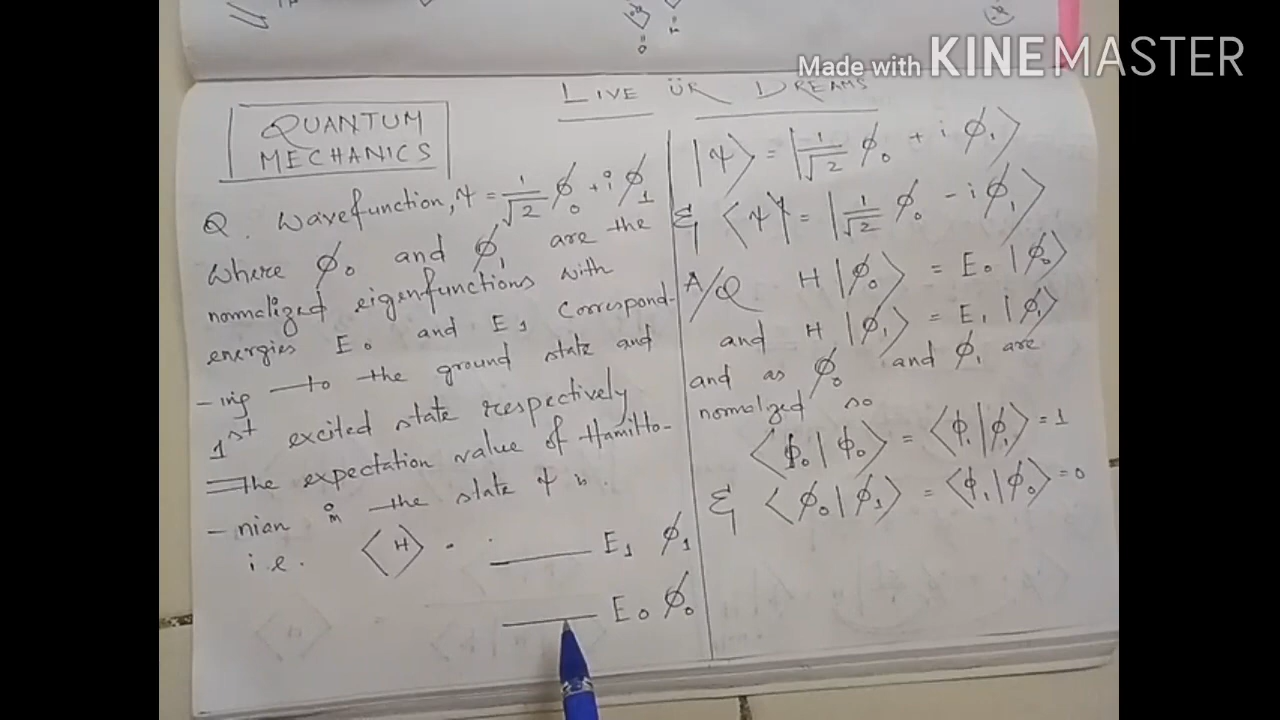 Made with KINEMASTER
LIVE ÜR DREAMS
QUANTUM
MECHANICS
Q. Wavefunction, Ψ = 1/√2 ϕ₀ + i ϕ₁
where ϕ₀ and ϕ₁ are the
normalized eigenfunctions with
energies E₀ and E₁ correspond-
-ing to the ground state and
1st excited state respectively
The expectation value of Hamilto-
-nian in the state Ψ is.
i.e. ⟨H⟩ -
E₁ ϕ₁
E₀ ϕ₀
|Ψ⟩ = |1/√2 ϕ₀ + i ϕ₁⟩
& ⟨Ψ| = |1/√2 ϕ₀ - i ϕ₁⟩
A/Q H|ϕ₀⟩ = E₀|ϕ₀⟩
and H|ϕ₁⟩ = E₁|ϕ₁⟩
and as ϕ₀ and ϕ₁ are
normalized so
⟨ϕ₀|ϕ₀⟩ = ⟨ϕ₁|ϕ₁⟩ = 1
& ⟨ϕ₀|ϕ₁⟩ = ⟨ϕ₁|ϕ₀⟩ = 0